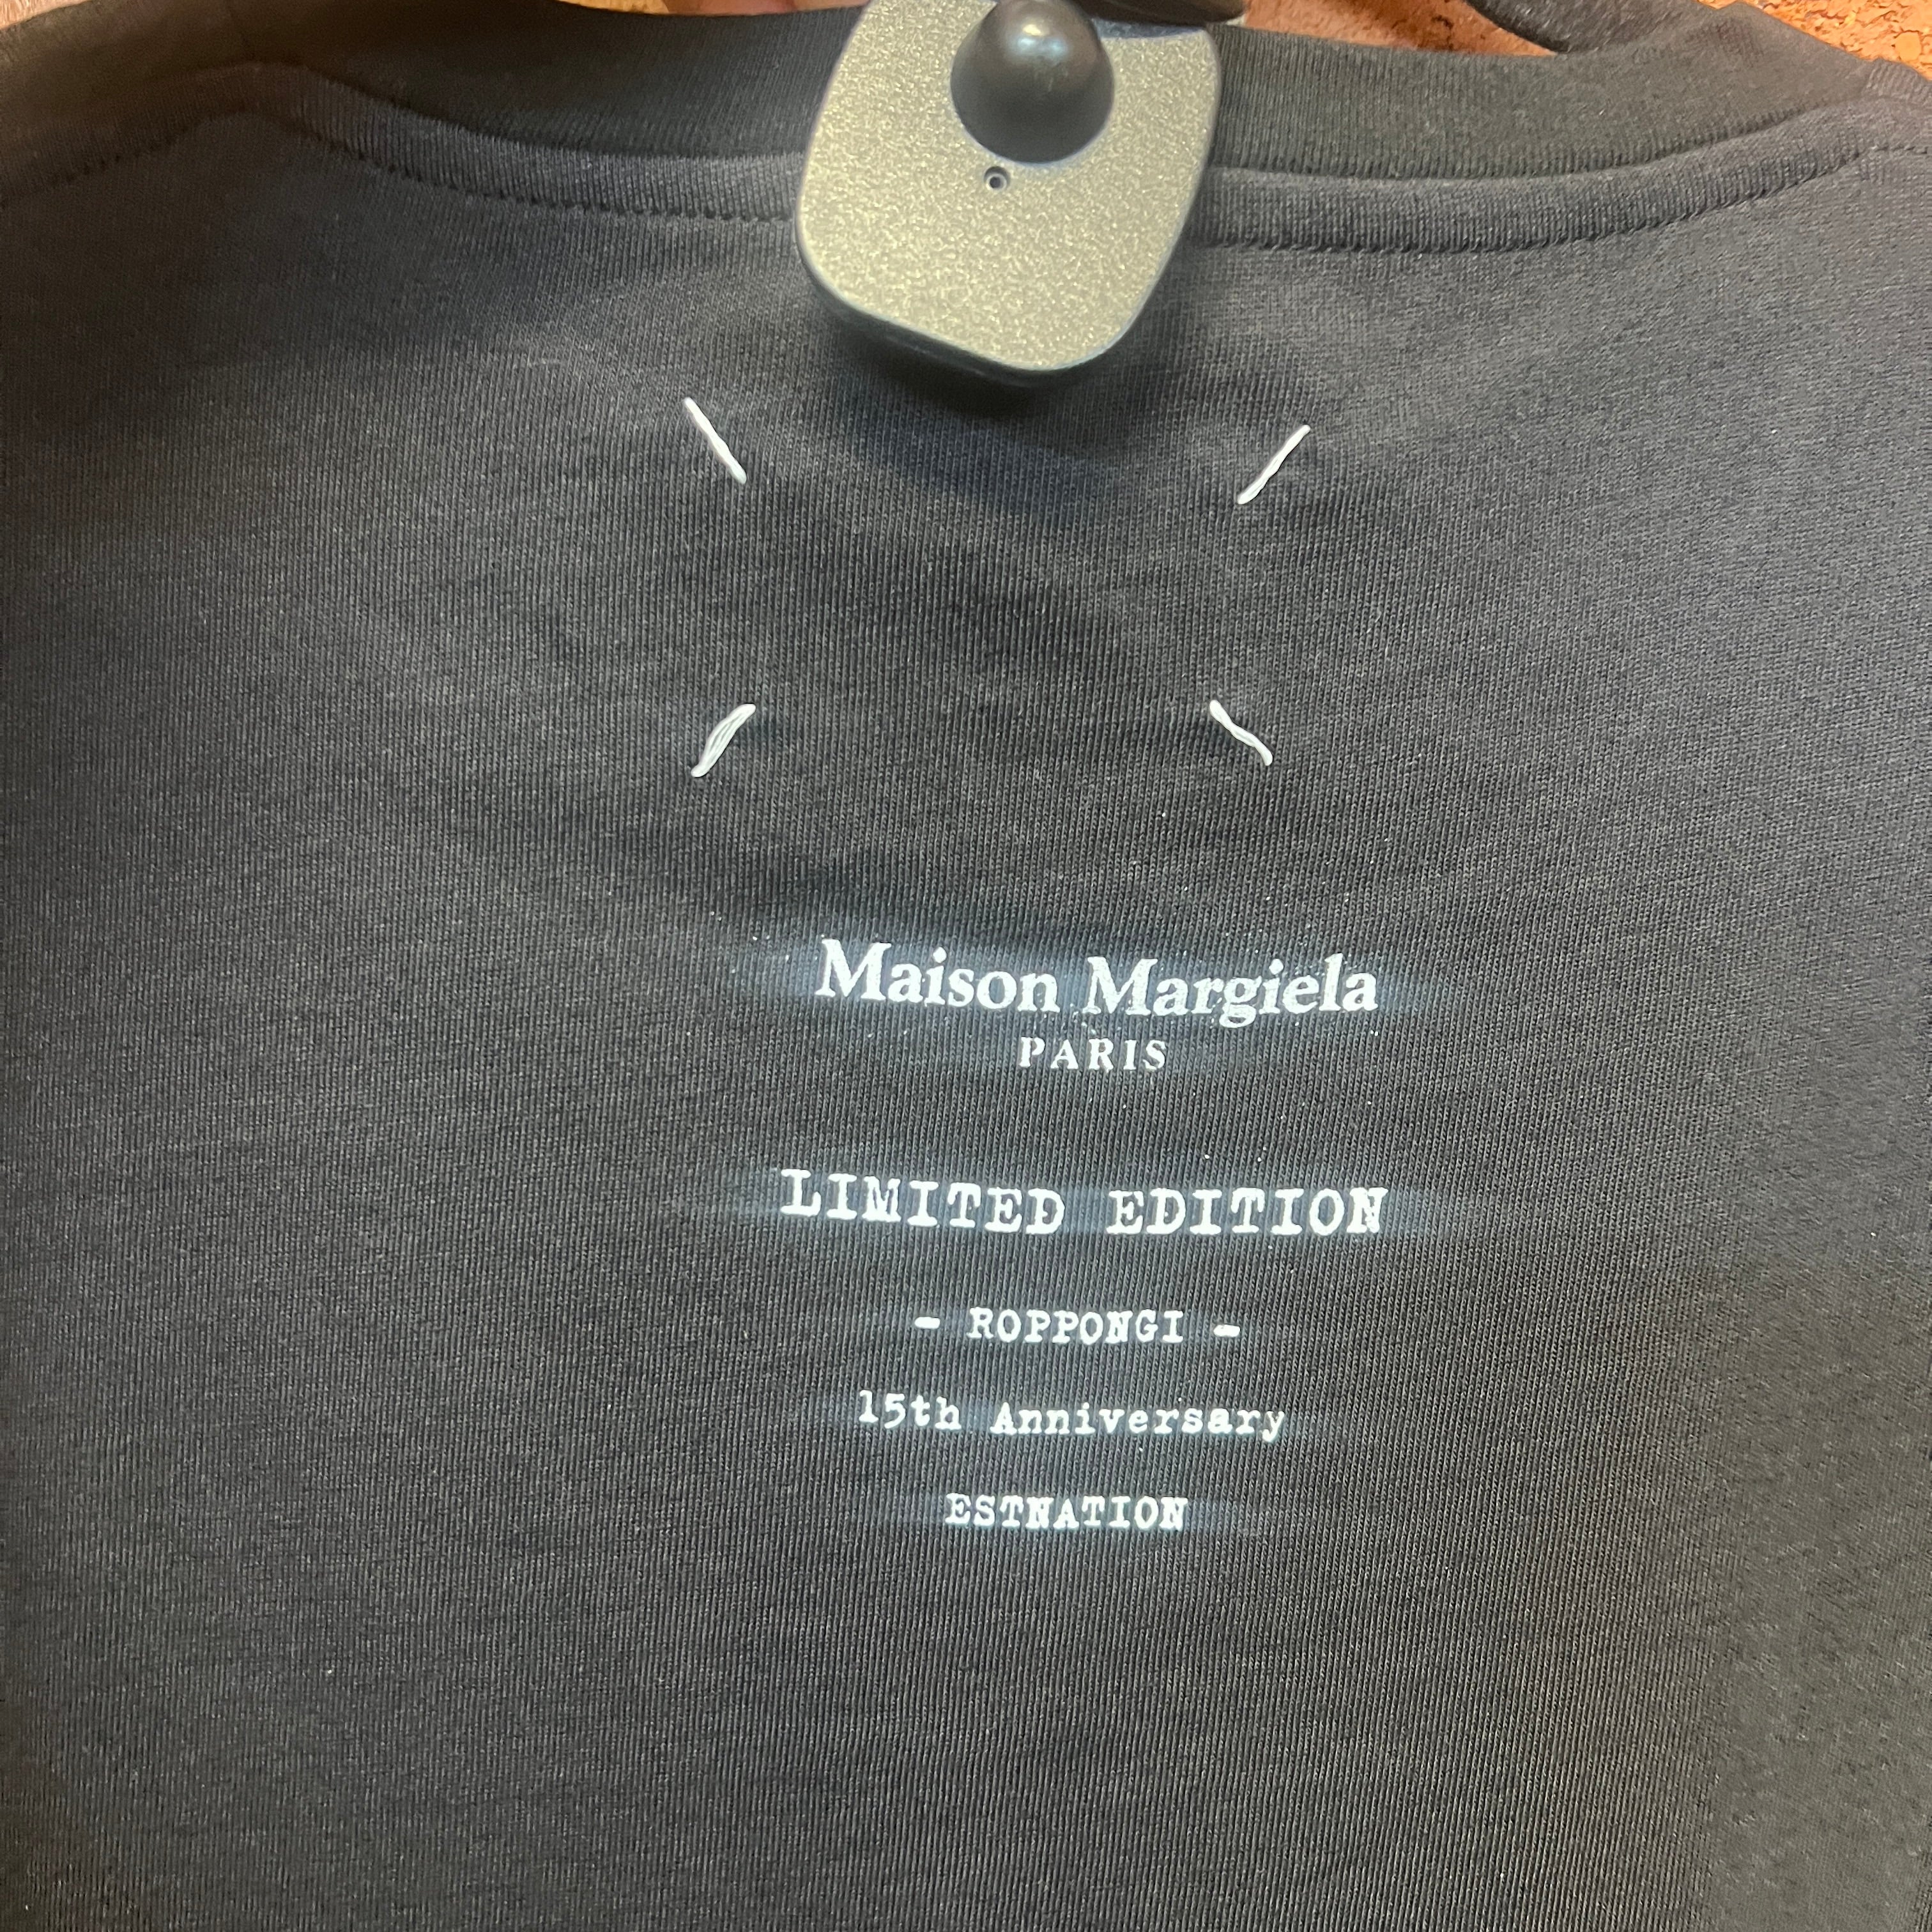 Maison Margiela
PARIS
LIMITED EDITION
- ROPPONGI -
15th Anniversary
ESTNATION